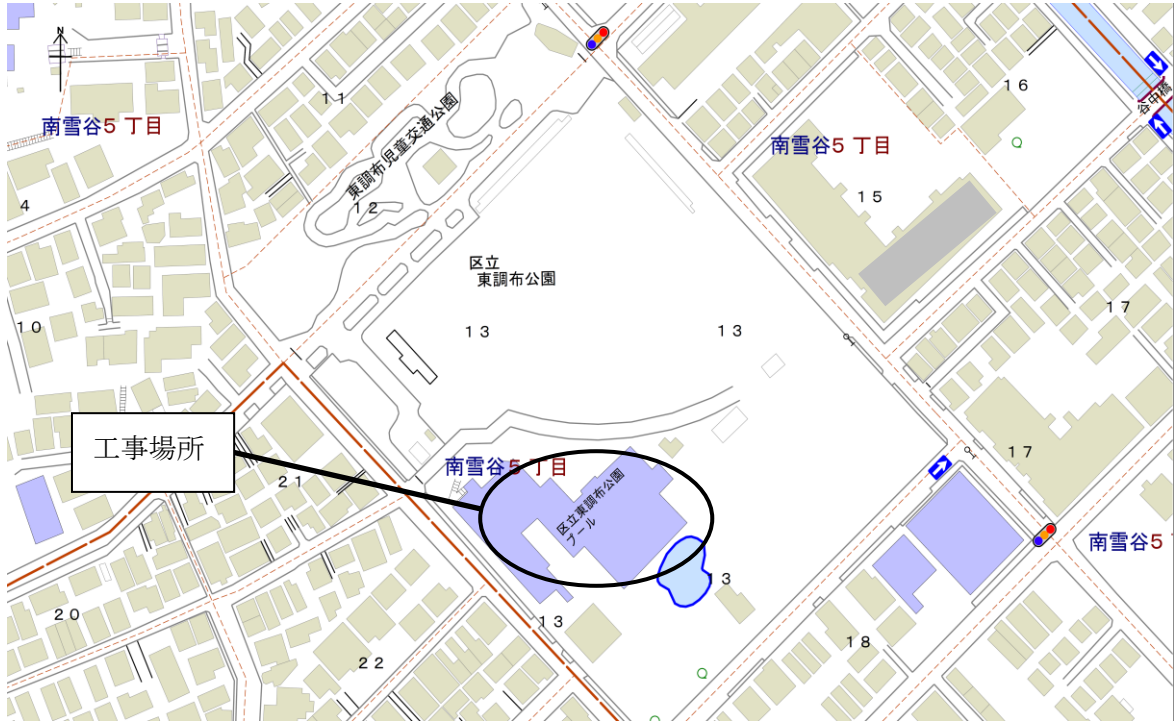 N
11
16
谷中橋
南雪谷5 丁目
南雪谷5 丁目
東調布児童交通公園
12
15
4
区立
東調布公園
17
10
13
13
工事場所
南雪谷5 丁目
17
21
区立東調布公園
プール
南雪谷5
13
20
13
18
22